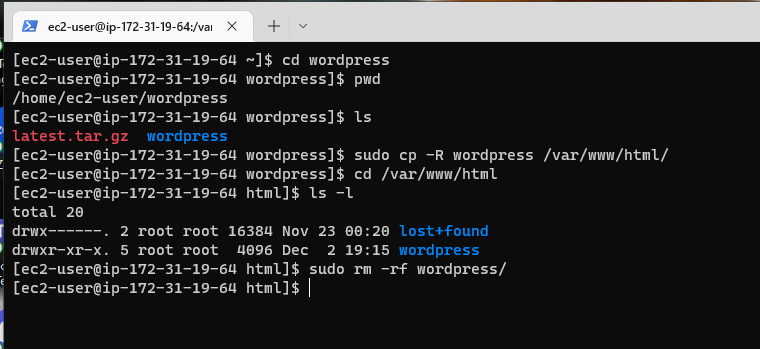 ec2-user@ip-172-31-19-64:/va
[ec2-user@ip-172-31-19-64 ~]$ cd wordpress
[ec2-user@ip-172-31-19-64 wordpress]$ pwd
/home/ec2-user/wordpress
[ec2-user@ip-172-31-19-64 wordpress]$ ls
latest.tar.gz  wordpress
[ec2-user@ip-172-31-19-64 wordpress]$ sudo cp -R wordpress /var/www/html/
[ec2-user@ip-172-31-19-64 wordpress]$ cd /var/www/html
[ec2-user@ip-172-31-19-64 html]$ ls -l
total 20
drwx------. 2 root root 16384 Nov 23 00:20 lost+found
drwxr-xr-x. 5 root root  4096 Dec  2 19:15 wordpress
[ec2-user@ip-172-31-19-64 html]$ sudo rm -rf wordpress/
[ec2-user@ip-172-31-19-64 html]$